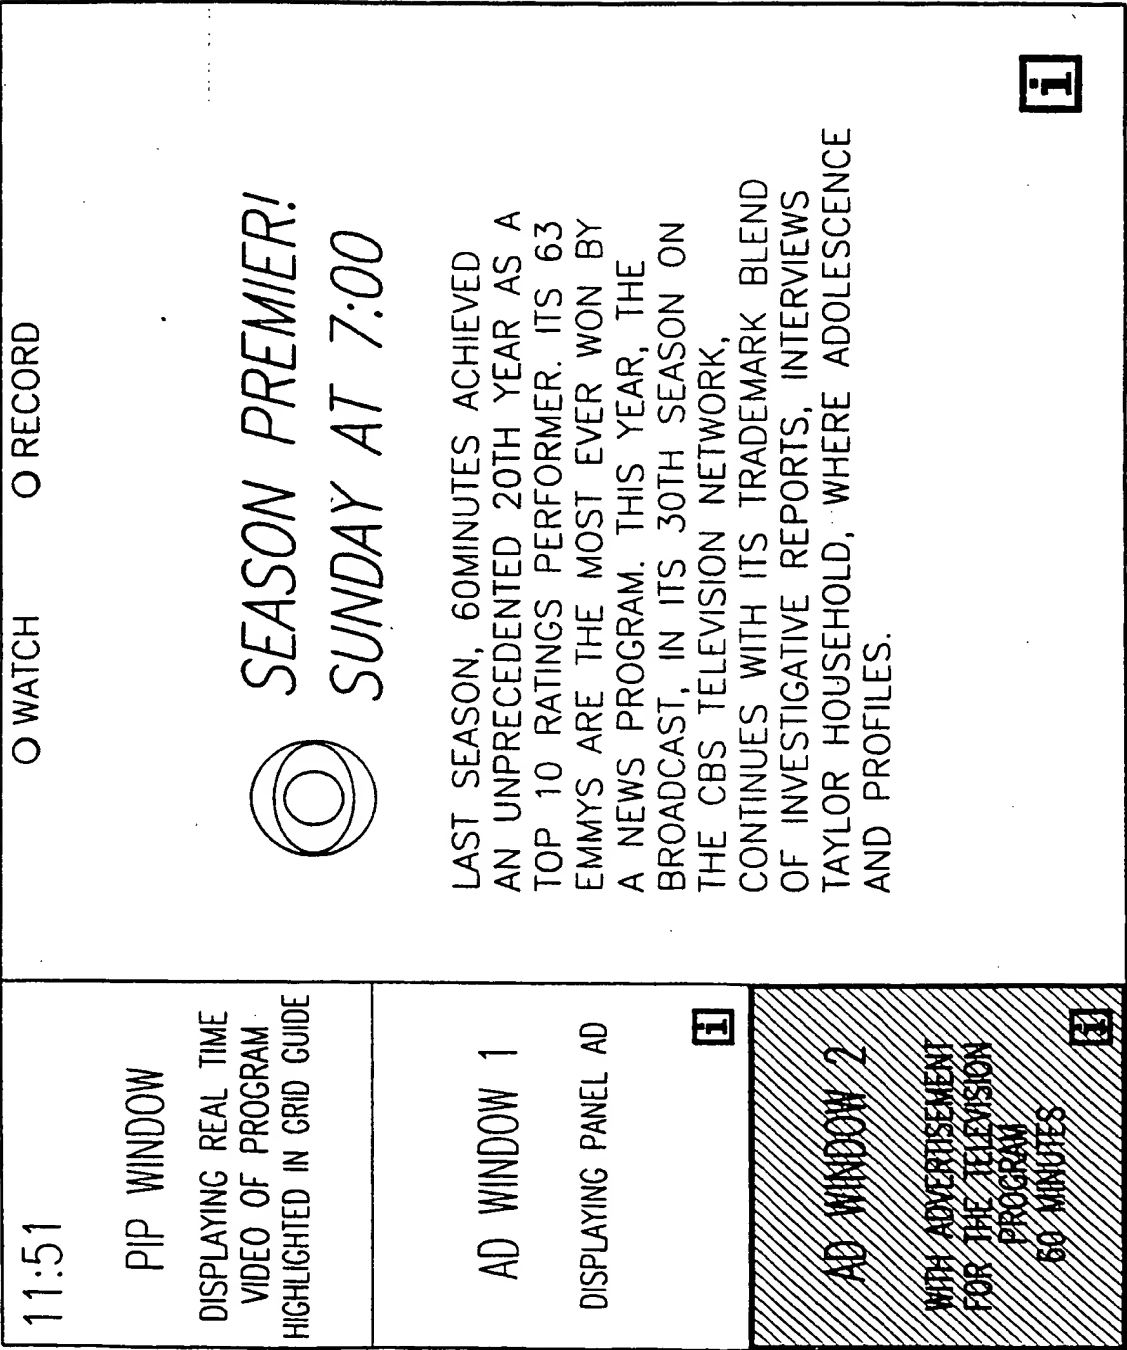 11:51
PIP WINDOW
DISPLAYING REAL TIME
VIDEO OF PROGRAM
HIGHLIGHTED IN GRID GUIDE
AD WINDOW 1
DISPLAYING PANEL AD
i
AD WINDOW 2
WITH ADVERTISEMENT
FOR THE TELEVISION
PROGRAM
60 MINUTES
i
O WATCH O RECORD
SEASON PREMIER!
SUNDAY AT 7:00
LAST SEASON, 60MINUTES ACHIEVED
AN UNPRECEDENTED 20TH YEAR AS A
TOP 10 RATINGS PERFORMER. ITS 63
EMMYS ARE THE MOST EVER WON BY
A NEWS PROGRAM. THIS YEAR, THE
BROADCAST, IN ITS 30TH SEASON ON
THE CBS TELEVISION NETWORK,
CONTINUES WITH ITS TRADEMARK BLEND
OF INVESTIGATIVE REPORTS, INTERVIEWS
TAYLOR HOUSEHOLD, WHERE ADOLESCENCE
AND PROFILES.
i